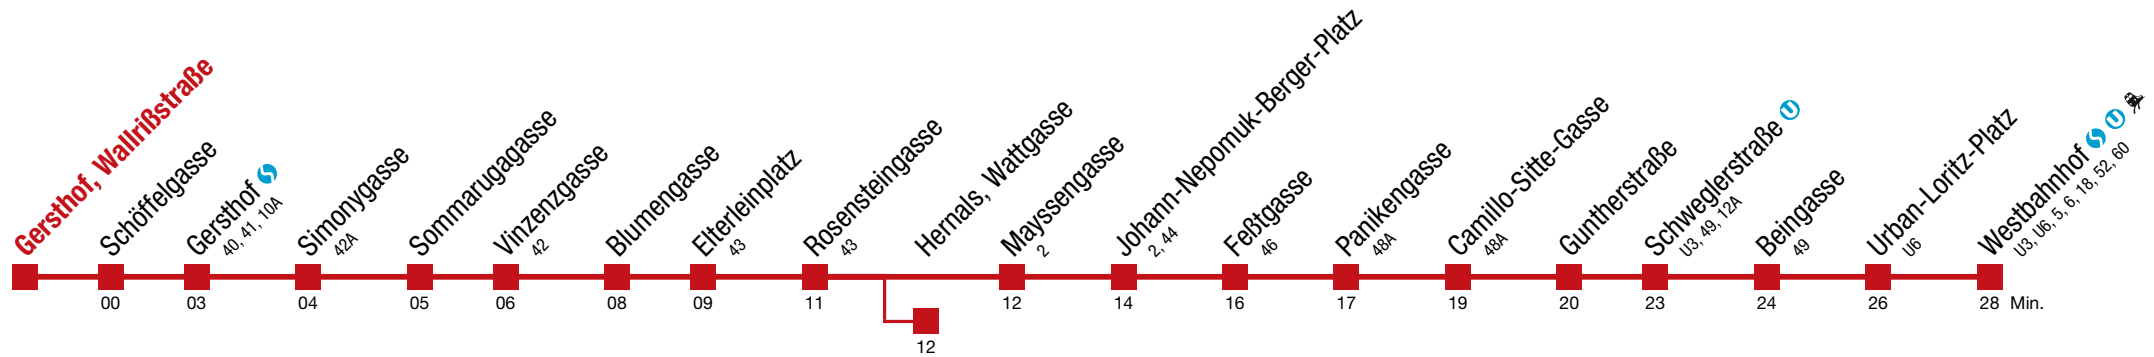 Gersthof, Wallrißstraße
Schöffelgasse
00
Gersthof
40, 41, 10A
03
Simonygasse
42A
04
Sommarugagasse
05
Vinzenzgasse
42
06
Blumengasse
08
Elterleinplatz
43
09
Rosensteingasse
43
11
Hernals, Wattgasse
12
Mayssengasse
2
12
Johann-Nepomuk-Berger-Platz
2, 44
14
Feßtgasse
46
16
Panikengasse
48A
17
Camillo-Sitte-Gasse
48A
19
Guntherstraße
20
Schweglerstraße U
U3, 49, 12A
23
Beingasse
49
24
Urban-Loritz-Platz
U6
26
Westbahnhof U
U3, U6, 5, 6, 18, 52, 60
28 Min.